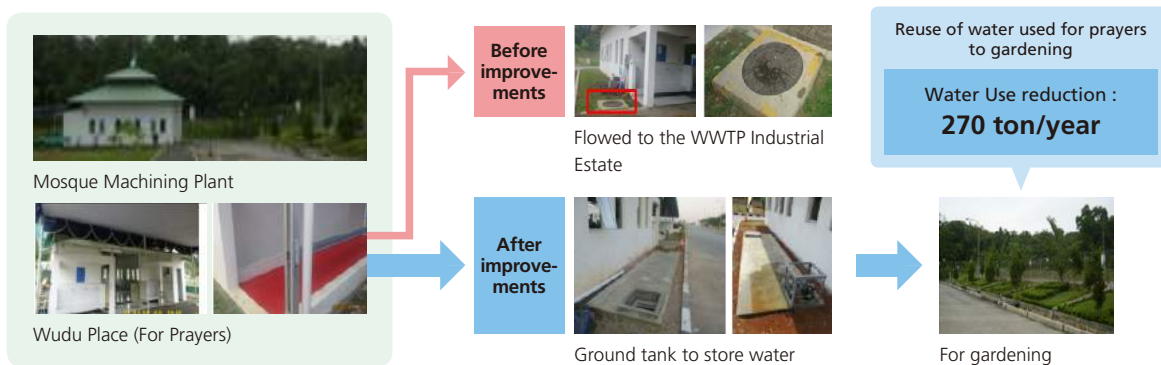 Mosque Machining Plant
Wudu Place (For Prayers)
Before
improve-
ments
Flowed to the WWTP Industrial
Estate
After
improve-
ments
Ground tank to store water
Reuse of water used for prayers
to gardening
Water Use reduction :
270 ton/year
For gardening